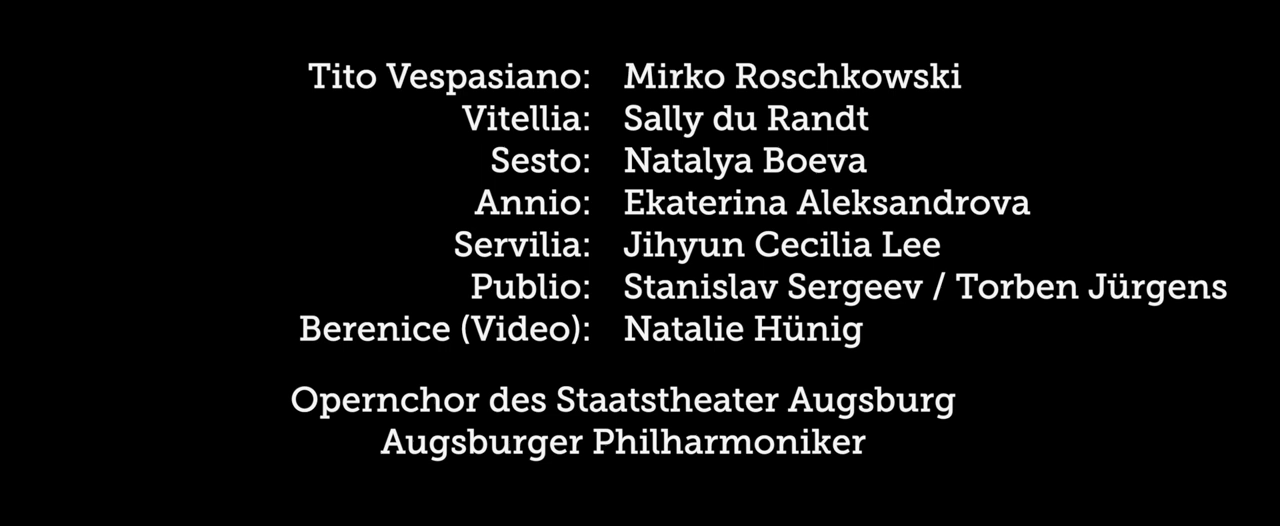 Tito Vespasiano: Mirko Roschkowski
Vitellia: Sally du Randt
Sesto: Natalya Boeva
Annio: Ekaterina Aleksandrova
Servilia: Jihyun Cecilia Lee
Publio: Stanislav Sergeev / Torben Jürgens
Berenice (Video): Natalie Hünig
Opernchor des Staatstheater Augsburg
Augsburger Philharmoniker